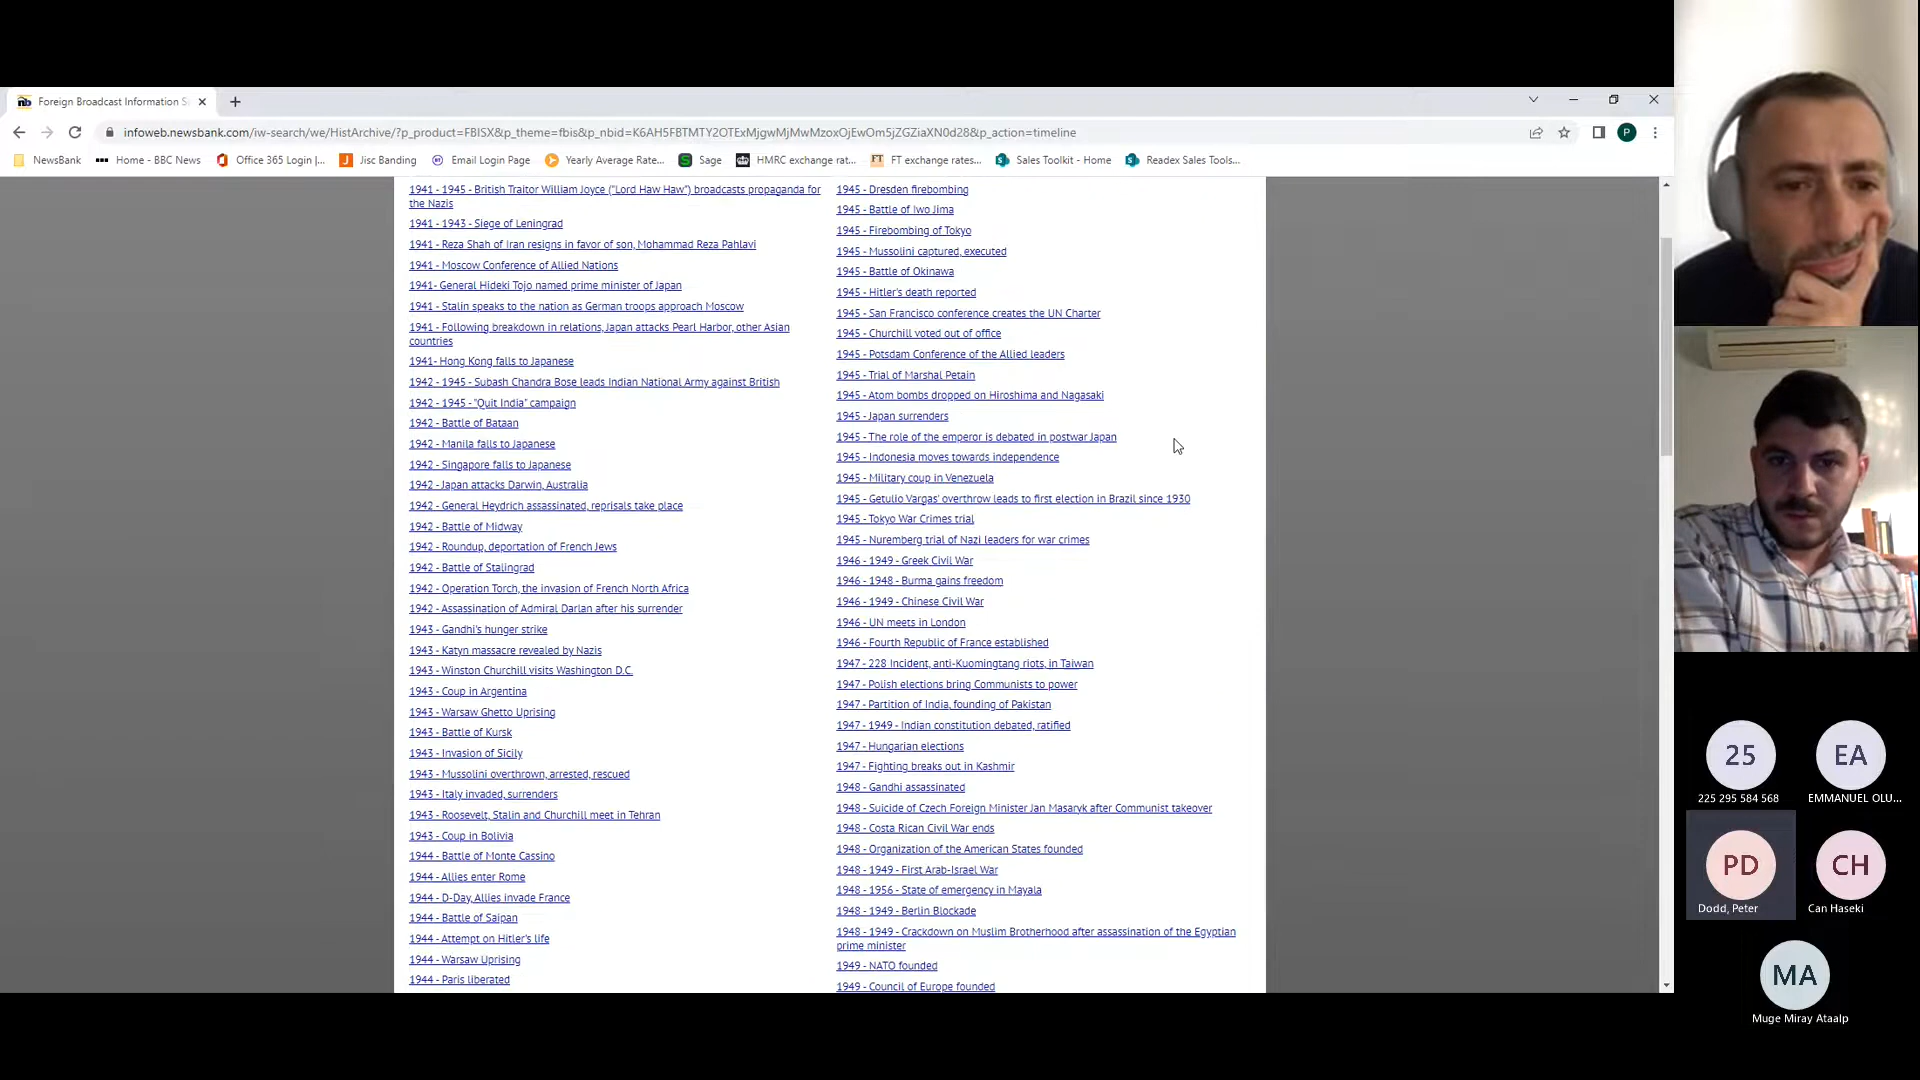 Foreign Broadcast Information S
infoweb.newsbank.com/iw-search/we/HistArchive/?p_product=FBISX&p_theme=fbis&p_nbid=K6AH5FBTMTY2OTExMjgwMjMwMzoxOjEwOm5jZGZiaXN0d28&p_action=timeline
P
NewsBank
Home - BBC News
Office 365 Login |...
Jisc Banding
Email Login Page
Yearly Average Rate...
Sage
HMRC exchange rat...
FT exchange rates...
Sales Toolkit - Home
Readex Sales Tools...
1941 - 1945 - British Traitor William Joyce ("Lord Haw Haw") broadcasts propaganda for
the Nazis
1941 - 1943 - Siege of Leningrad
1941 - Reza Shah of Iran resigns in favor of son, Mohammad Reza Pahlavi
1941 - Moscow Conference of Allied Nations
1941- General Hideki Tojo named prime minister of Japan
1941 - Stalin speaks to the nation as German troops approach Moscow
1941 - Following breakdown in relations, Japan attacks Pearl Harbor, other Asian
countries
1941- Hong Kong falls to Japanese
1942 - 1945 - Subash Chandra Bose leads Indian National Army against British
1942 - 1945 - "Quit India" campaign
1942 - Battle of Bataan
1942 - Manila falls to Japanese
1942 - Singapore falls to Japanese
1942 - Japan attacks Darwin, Australia
1942 - General Heydrich assassinated, reprisals take place
1942 - Battle of Midway
1942 - Roundup, deportation of French Jews
1942 - Battle of Stalingrad
1942 - Operation Torch, the invasion of French North Africa
1942 - Assassination of Admiral Darlan after his surrender
1943 - Gandhi's hunger strike
1943 - Katyn massacre revealed by Nazis
1943 - Winston Churchill visits Washington D.C.
1943 - Coup in Argentina
1943 - Warsaw Ghetto Uprising
1943 - Battle of Kursk
1943 - Invasion of Sicily
1943 - Mussolini overthrown, arrested, rescued
1943 - Italy invaded, surrenders
1943 - Roosevelt, Stalin and Churchill meet in Tehran
1943 - Coup in Bolivia
1944 - Battle of Monte Cassino
1944 - Allies enter Rome
1944 - D-Day, Allies invade France
1944 - Battle of Saipan
1944 - Attempt on Hitler's life
1944 - Warsaw Uprising
1944 - Paris liberated
1945 - Dresden firebombing
1945 - Battle of Iwo Jima
1945 - Firebombing of Tokyo
1945 - Mussolini captured, executed
1945 - Battle of Okinawa
1945 - Hitler's death reported
1945 - San Francisco conference creates the UN Charter
1945 - Churchill voted out of office
1945 - Potsdam Conference of the Allied leaders
1945 - Trial of Marshal Petain
1945 - Atom bombs dropped on Hiroshima and Nagasaki
1945 - Japan surrenders
1945 - The role of the emperor is debated in postwar Japan
1945 - Indonesia moves towards independence
1945 - Military coup in Venezuela
1945 - Getulio Vargas' overthrow leads to first election in Brazil since 1930
1945 - Tokyo War Crimes trial
1945 - Nuremberg trial of Nazi leaders for war crimes
1946 - 1949 - Greek Civil War
1946 - 1948 - Burma gains freedom
1946 - 1949 - Chinese Civil War
1946 - UN meets in London
1946 - Fourth Republic of France established
1947 - 228 Incident, anti-Kuomingtang riots, in Taiwan
1947 - Polish elections bring Communists to power
1947 - Partition of India, founding of Pakistan
1947 - 1949 - Indian constitution debated, ratified
1947 - Hungarian elections
1947 - Fighting breaks out in Kashmir
1948 - Gandhi assassinated
1948 - Suicide of Czech Foreign Minister Jan Masaryk after Communist takeover
1948 - Costa Rican Civil War ends
1948 - Organization of the American States founded
1948 - 1949 - First Arab-Israel War
1948 - 1956 - State of emergency in Mayala
1948 - 1949 - Berlin Blockade
1948 - 1949 - Crackdown on Muslim Brotherhood after assassination of the Egyptian
prime minister
1949 - NATO founded
1949 - Council of Europe founded
25
225 295 584 568
EA
EMMANUEL OLU...
PD
Dodd, Peter
CH
Can Haseki
MA
Muge Miray Ataalp